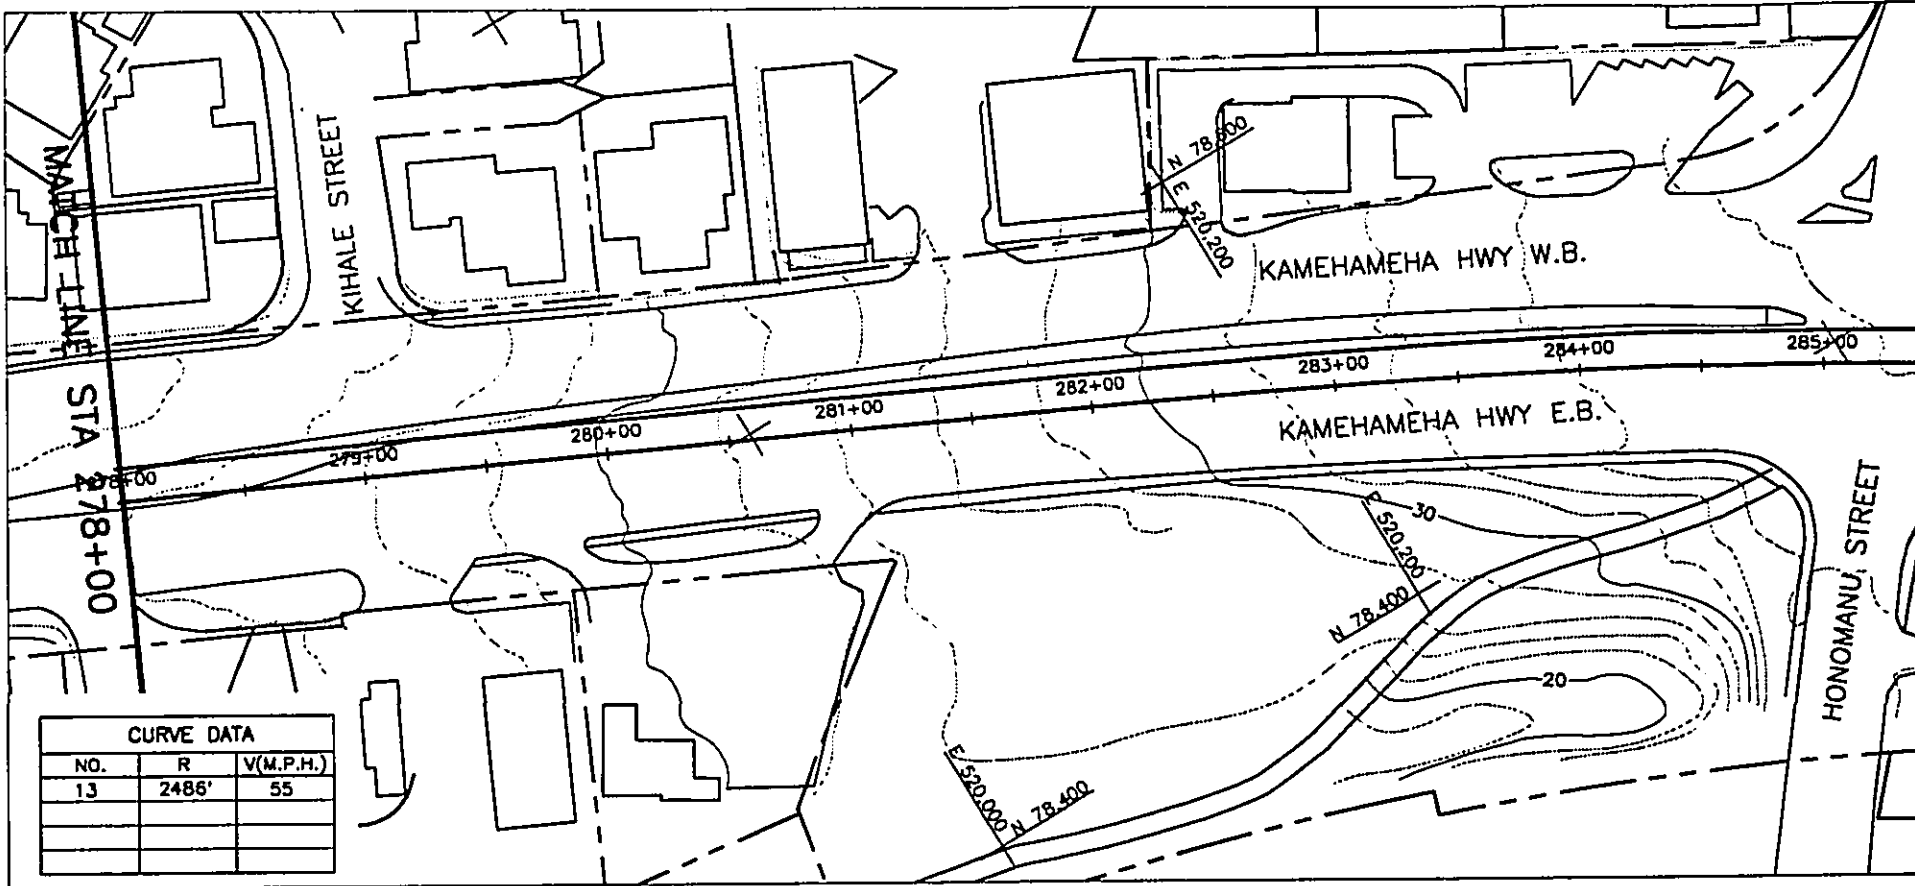 MATCH LINE STA 278+00
KIHALE STREET
N 78,600
E 520,200
KAMEHAMEHA HWY W.B.
279+00
280+00
281+00
282+00
283+00
284+00
285+00
KAMEHAMEHA HWY E.B.
30
E 520,200
N 78,400
20
HONOMANU STREET
E 520,000
N 78,400
CURVE DATA
NO. R V(M.P.H.)
13 2486' 55